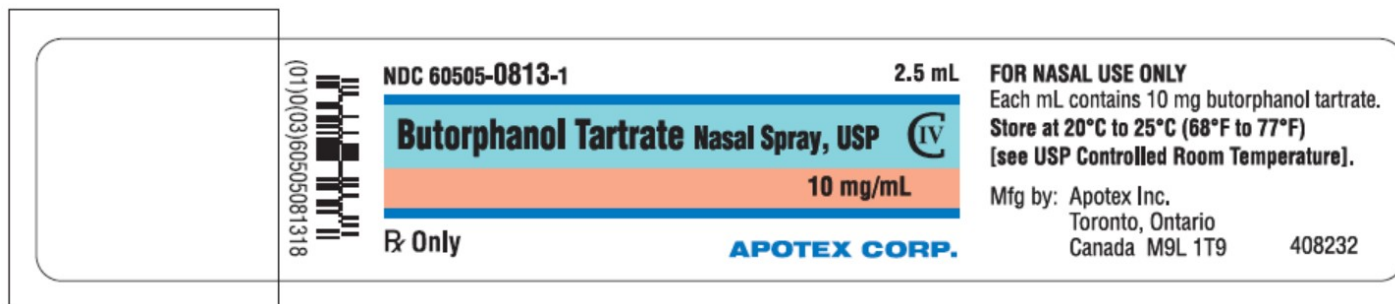 (01)0(03)60505081318
NDC 60505-0813-1
2.5 mL
Butorphanol Tartrate Nasal Spray, USP CIV
10 mg/mL
Rx Only
APOTEX CORP.
FOR NASAL USE ONLY
Each mL contains 10 mg butorphanol tartrate.
Store at 20°C to 25°C (68°F to 77°F)
[see USP Controlled Room Temperature].
Mfg by: Apotex Inc.
Toronto, Ontario
Canada M9L 1T9
408232